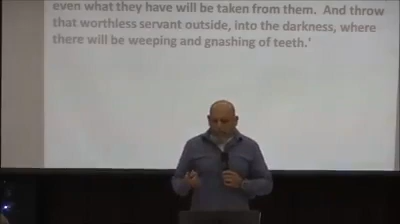 even what they have will be taken from them.  And throw
that worthless servant outside, into the darkness, where
there will be weeping and gnashing of teeth.'